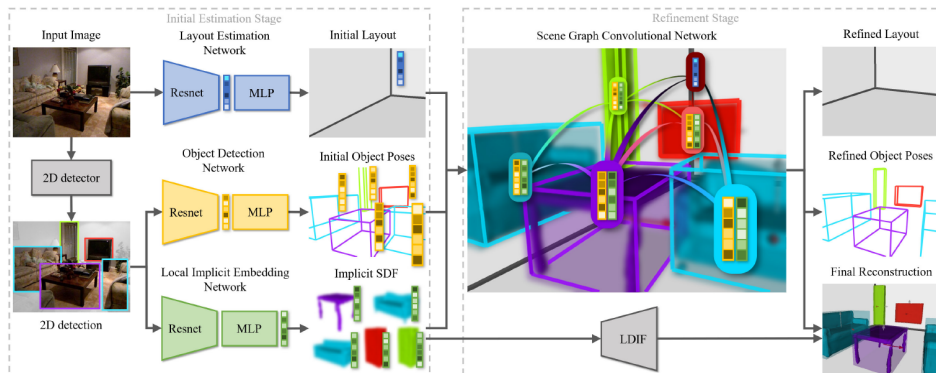 Initial Estimation Stage
Refinement Stage
Input Image
Layout Estimation
Network
Initial Layout
Scene Graph Convolutional Network
Refined Layout
Resnet
MLP
2D detector
Object Detection
Network
Initial Object Poses
Refined Object Poses
Resnet
MLP
Local Implicit Embedding
Network
Implicit SDF
Final Reconstruction
Resnet
MLP
LDIF
2D detection